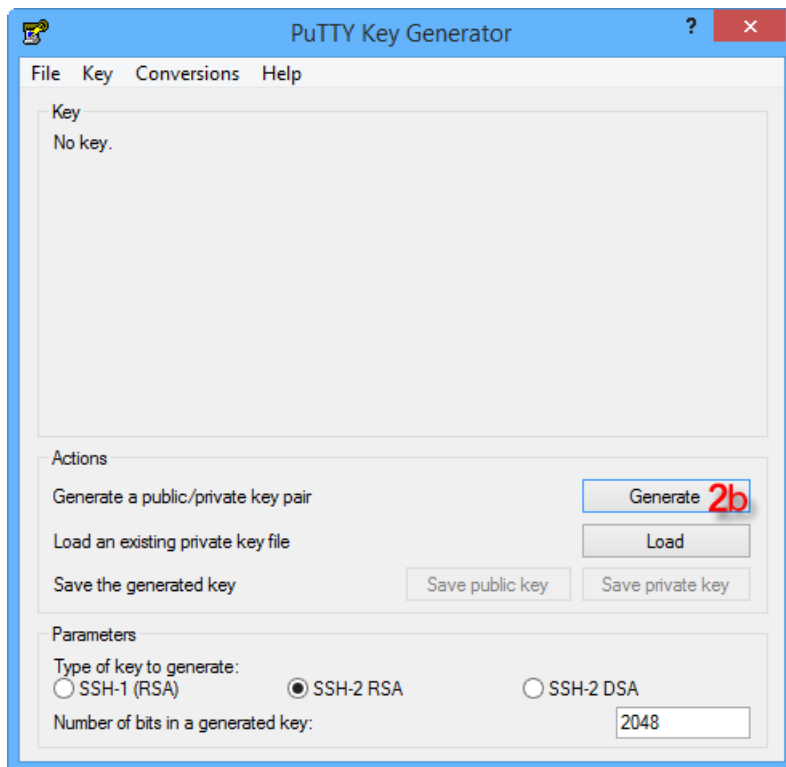 PuTTY Key Generator ?
File Key Conversions Help
Key
No key.
Actions
Generate a public/private key pair Generate 2b
Load an existing private key file Load
Save the generated key Save public key Save private key
Parameters
Type of key to generate:
SSH-1 (RSA) SSH-2 RSA SSH-2 DSA
Number of bits in a generated key: 2048